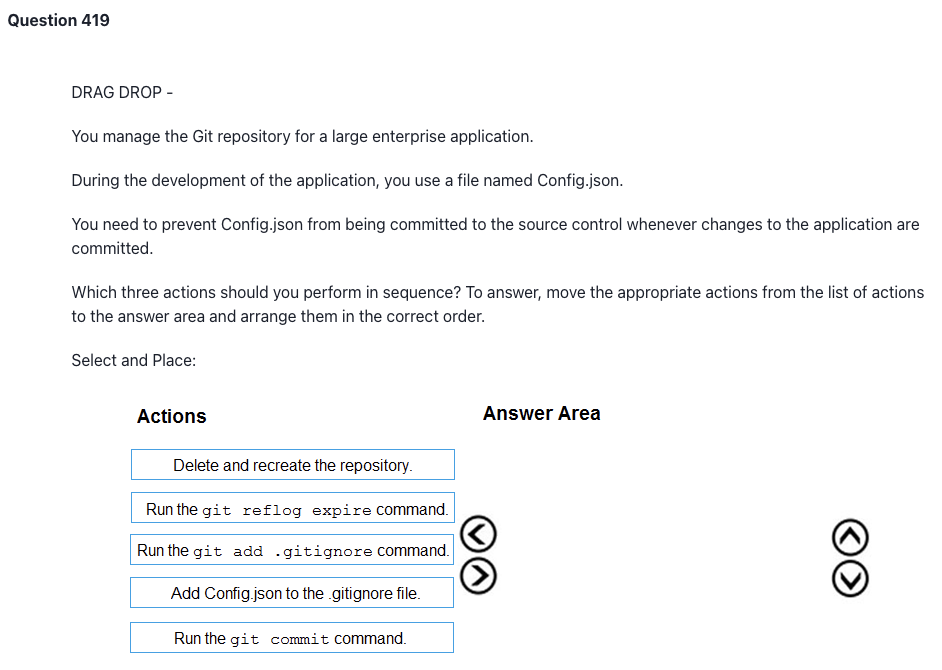 Question 419
DRAG DROP -
You manage the Git repository for a large enterprise application.
During the development of the application, you use a file named Config.json.
You need to prevent Config.json from being committed to the source control whenever changes to the application are
committed.
Which three actions should you perform in sequence? To answer, move the appropriate actions from the list of actions
to the answer area and arrange them in the correct order.
Select and Place:
Actions
Answer Area
Delete and recreate the repository.
Run the git reflog expire command.
Run the git add .gitignore command.
Add Config.json to the .gitignore file.
Run the git commit command.